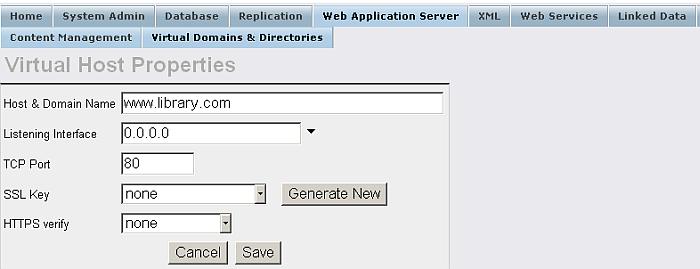 Home System Admin Database Replication Web Application Server XML Web Services Linked Data
Content Management Virtual Domains & Directories
Virtual Host Properties
Host & Domain Name www.library.com
Listening Interface 0.0.0.0
TCP Port 80
SSL Key none Generate New
HTTPS verify none
Cancel Save